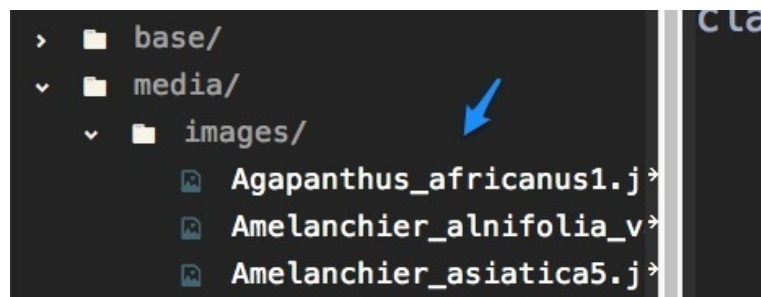 base/
cla
media/
images/
Agapanthus_africanus1.j
Amelanchier_alnifolia_v
Amelanchier_asiatica5.j